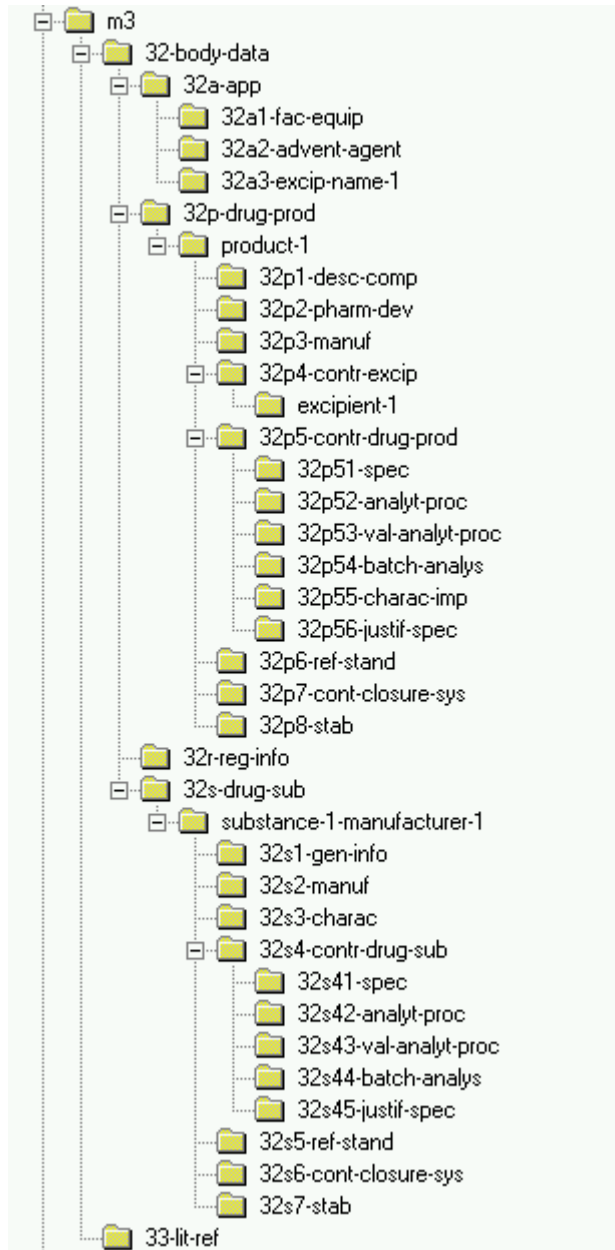 m3
32-body-data
32a-app
32a1-fac-equip
32a2-advent-agent
32a3-excip-name-1
32p-drug-prod
product-1
32p1-desc-comp
32p2-pharm-dev
32p3-manuf
32p4-contr-excip
excipient-1
32p5-contr-drug-prod
32p51-spec
32p52-analyt-proc
32p53-val-analyt-proc
32p54-batch-analys
32p55-charac-imp
32p56-justif-spec
32p6-ref-stand
32p7-cont-closure-sys
32p8-stab
32r-reg-info
32s-drug-sub
substance-1-manufacturer-1
32s1-gen-info
32s2-manuf
32s3-charac
32s4-contr-drug-sub
32s41-spec
32s42-analyt-proc
32s43-val-analyt-proc
32s44-batch-analys
32s45-justif-spec
32s5-ref-stand
32s6-cont-closure-sys
32s7-stab
33-lit-ref